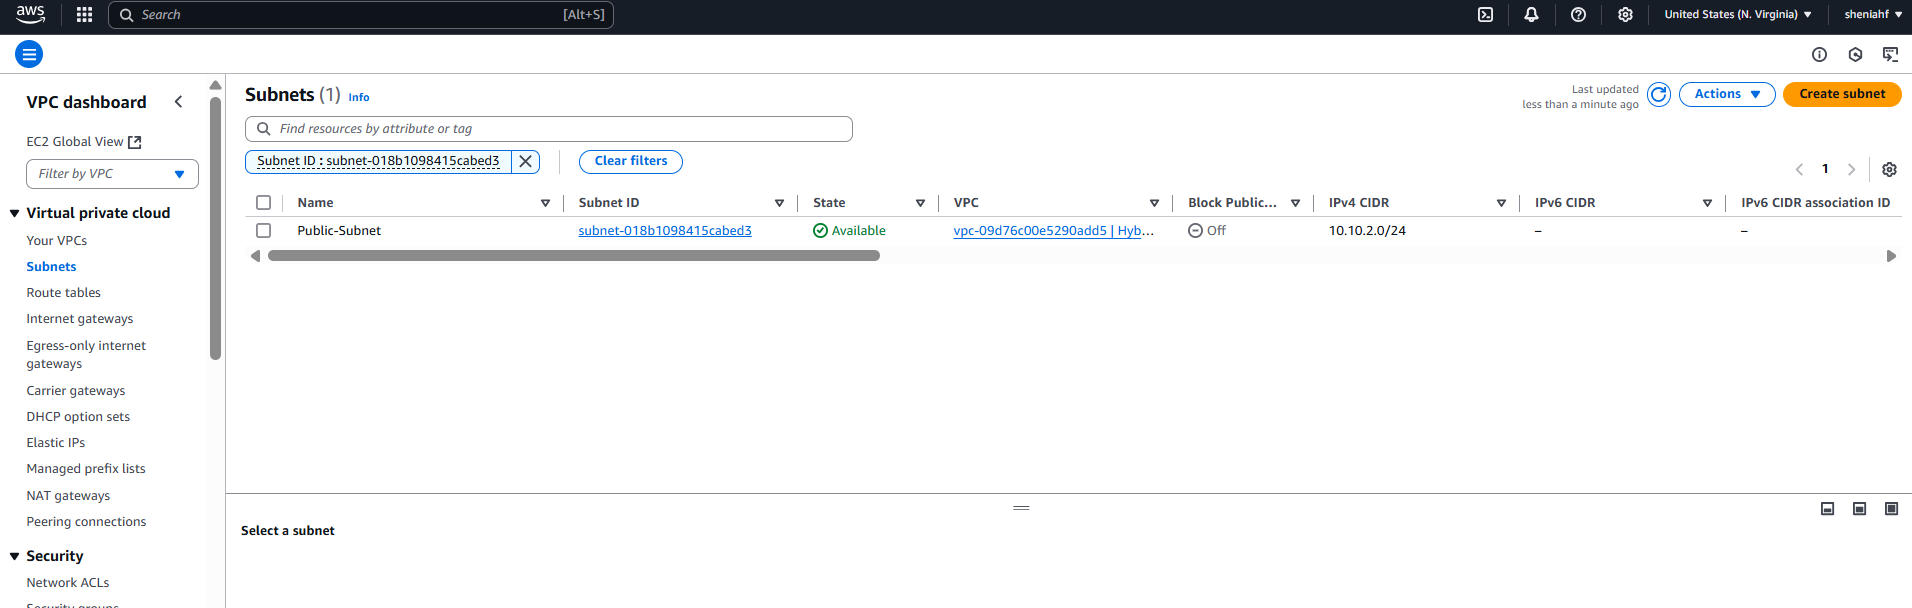 aws
Search [Alt+S]
United States (N. Virginia)
sheniahf
VPC dashboard
EC2 Global View
Filter by VPC
Virtual private cloud
Your VPCs
Subnets
Route tables
Internet gateways
Egress-only internet
gateways
Carrier gateways
DHCP option sets
Elastic IPs
Managed prefix lists
NAT gateways
Peering connections
Security
Network ACLs
Security groups
Subnets (1) Info
Last updated
less than a minute ago
Actions
Create subnet
Find resources by attribute or tag
Subnet ID : subnet-018b1098415cabed3
Clear filters
1
Name Subnet ID State VPC Block Public... IPv4 CIDR IPv6 CIDR IPv6 CIDR association ID
Public-Subnet subnet-018b1098415cabed3 Available vpc-09d76c00e5290add5 | Hyb... Off 10.10.2.0/24 – –
Select a subnet